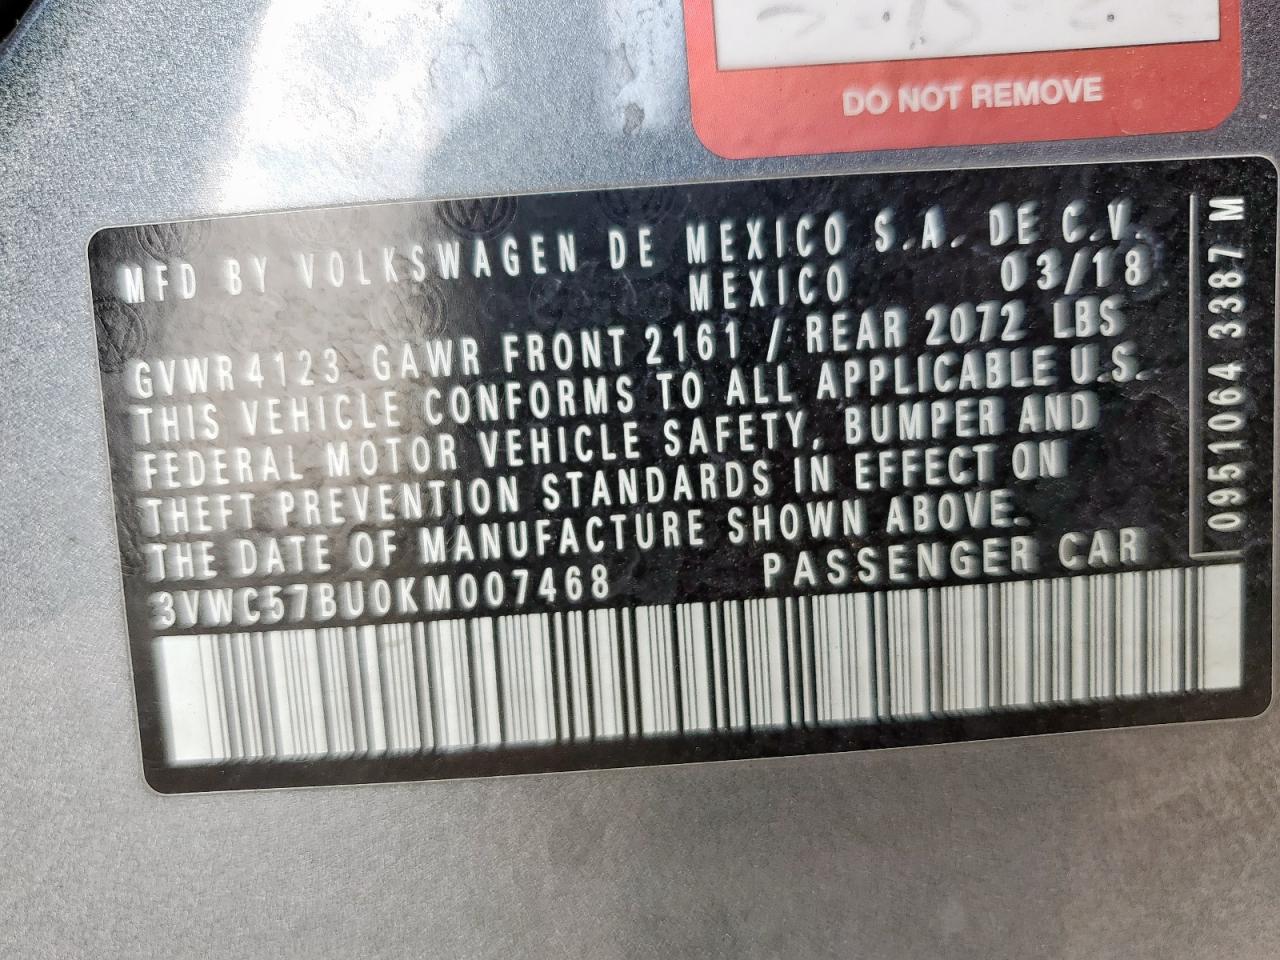 DO NOT REMOVE
MFD BY VOLKSWAGEN DE MEXICO S.A. DE C.V.
MEXICO 03/18
GVWR 4123 GAWR FRONT 2161 / REAR 2072 LBS
THIS VEHICLE CONFORMS TO ALL APPLICABLE U.S.
FEDERAL MOTOR VEHICLE SAFETY, BUMPER AND
THEFT PREVENTION STANDARDS IN EFFECT ON
THE DATE OF MANUFACTURE SHOWN ABOVE.
3VWC57BU0KM007468 PASSENGER CAR
0951064 3387 M